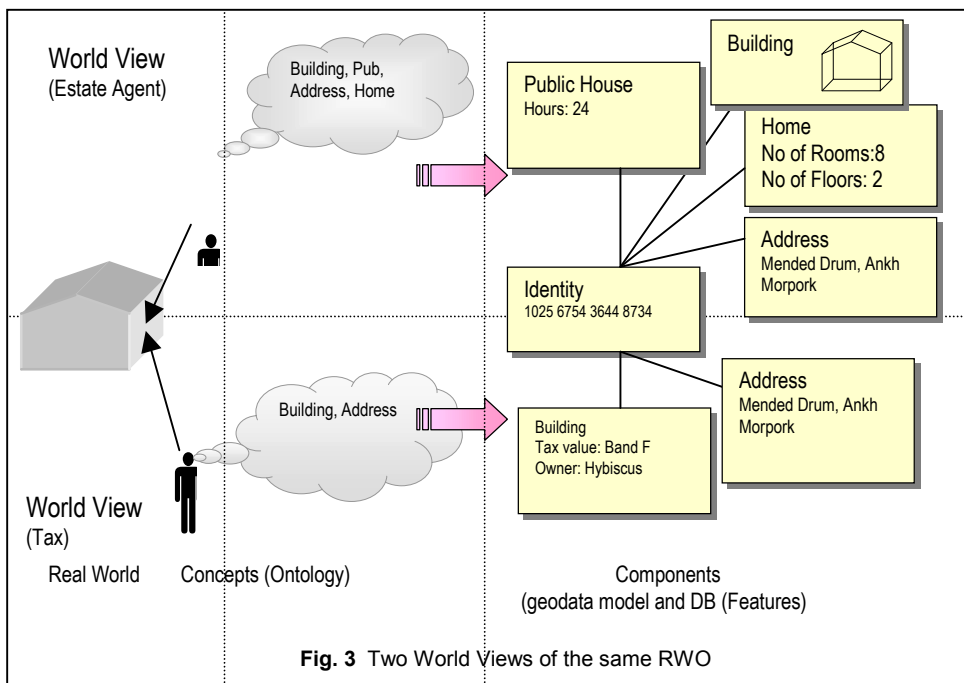 World View
(Estate Agent)
Building, Pub,
Address, Home
Public House
Hours: 24
Building
Home
No of Rooms:8
No of Floors: 2
Address
Mended Drum, Ankh
Morpork
Identity
1025 6754 3644 8734
Building, Address
Building
Tax value: Band F
Owner: Hybiscus
Address
Mended Drum, Ankh
Morpork
World View
(Tax)
Real World
Concepts (Ontology)
Components
(geodata model and DB (Features)
Fig. 3 Two World Views of the same RWO